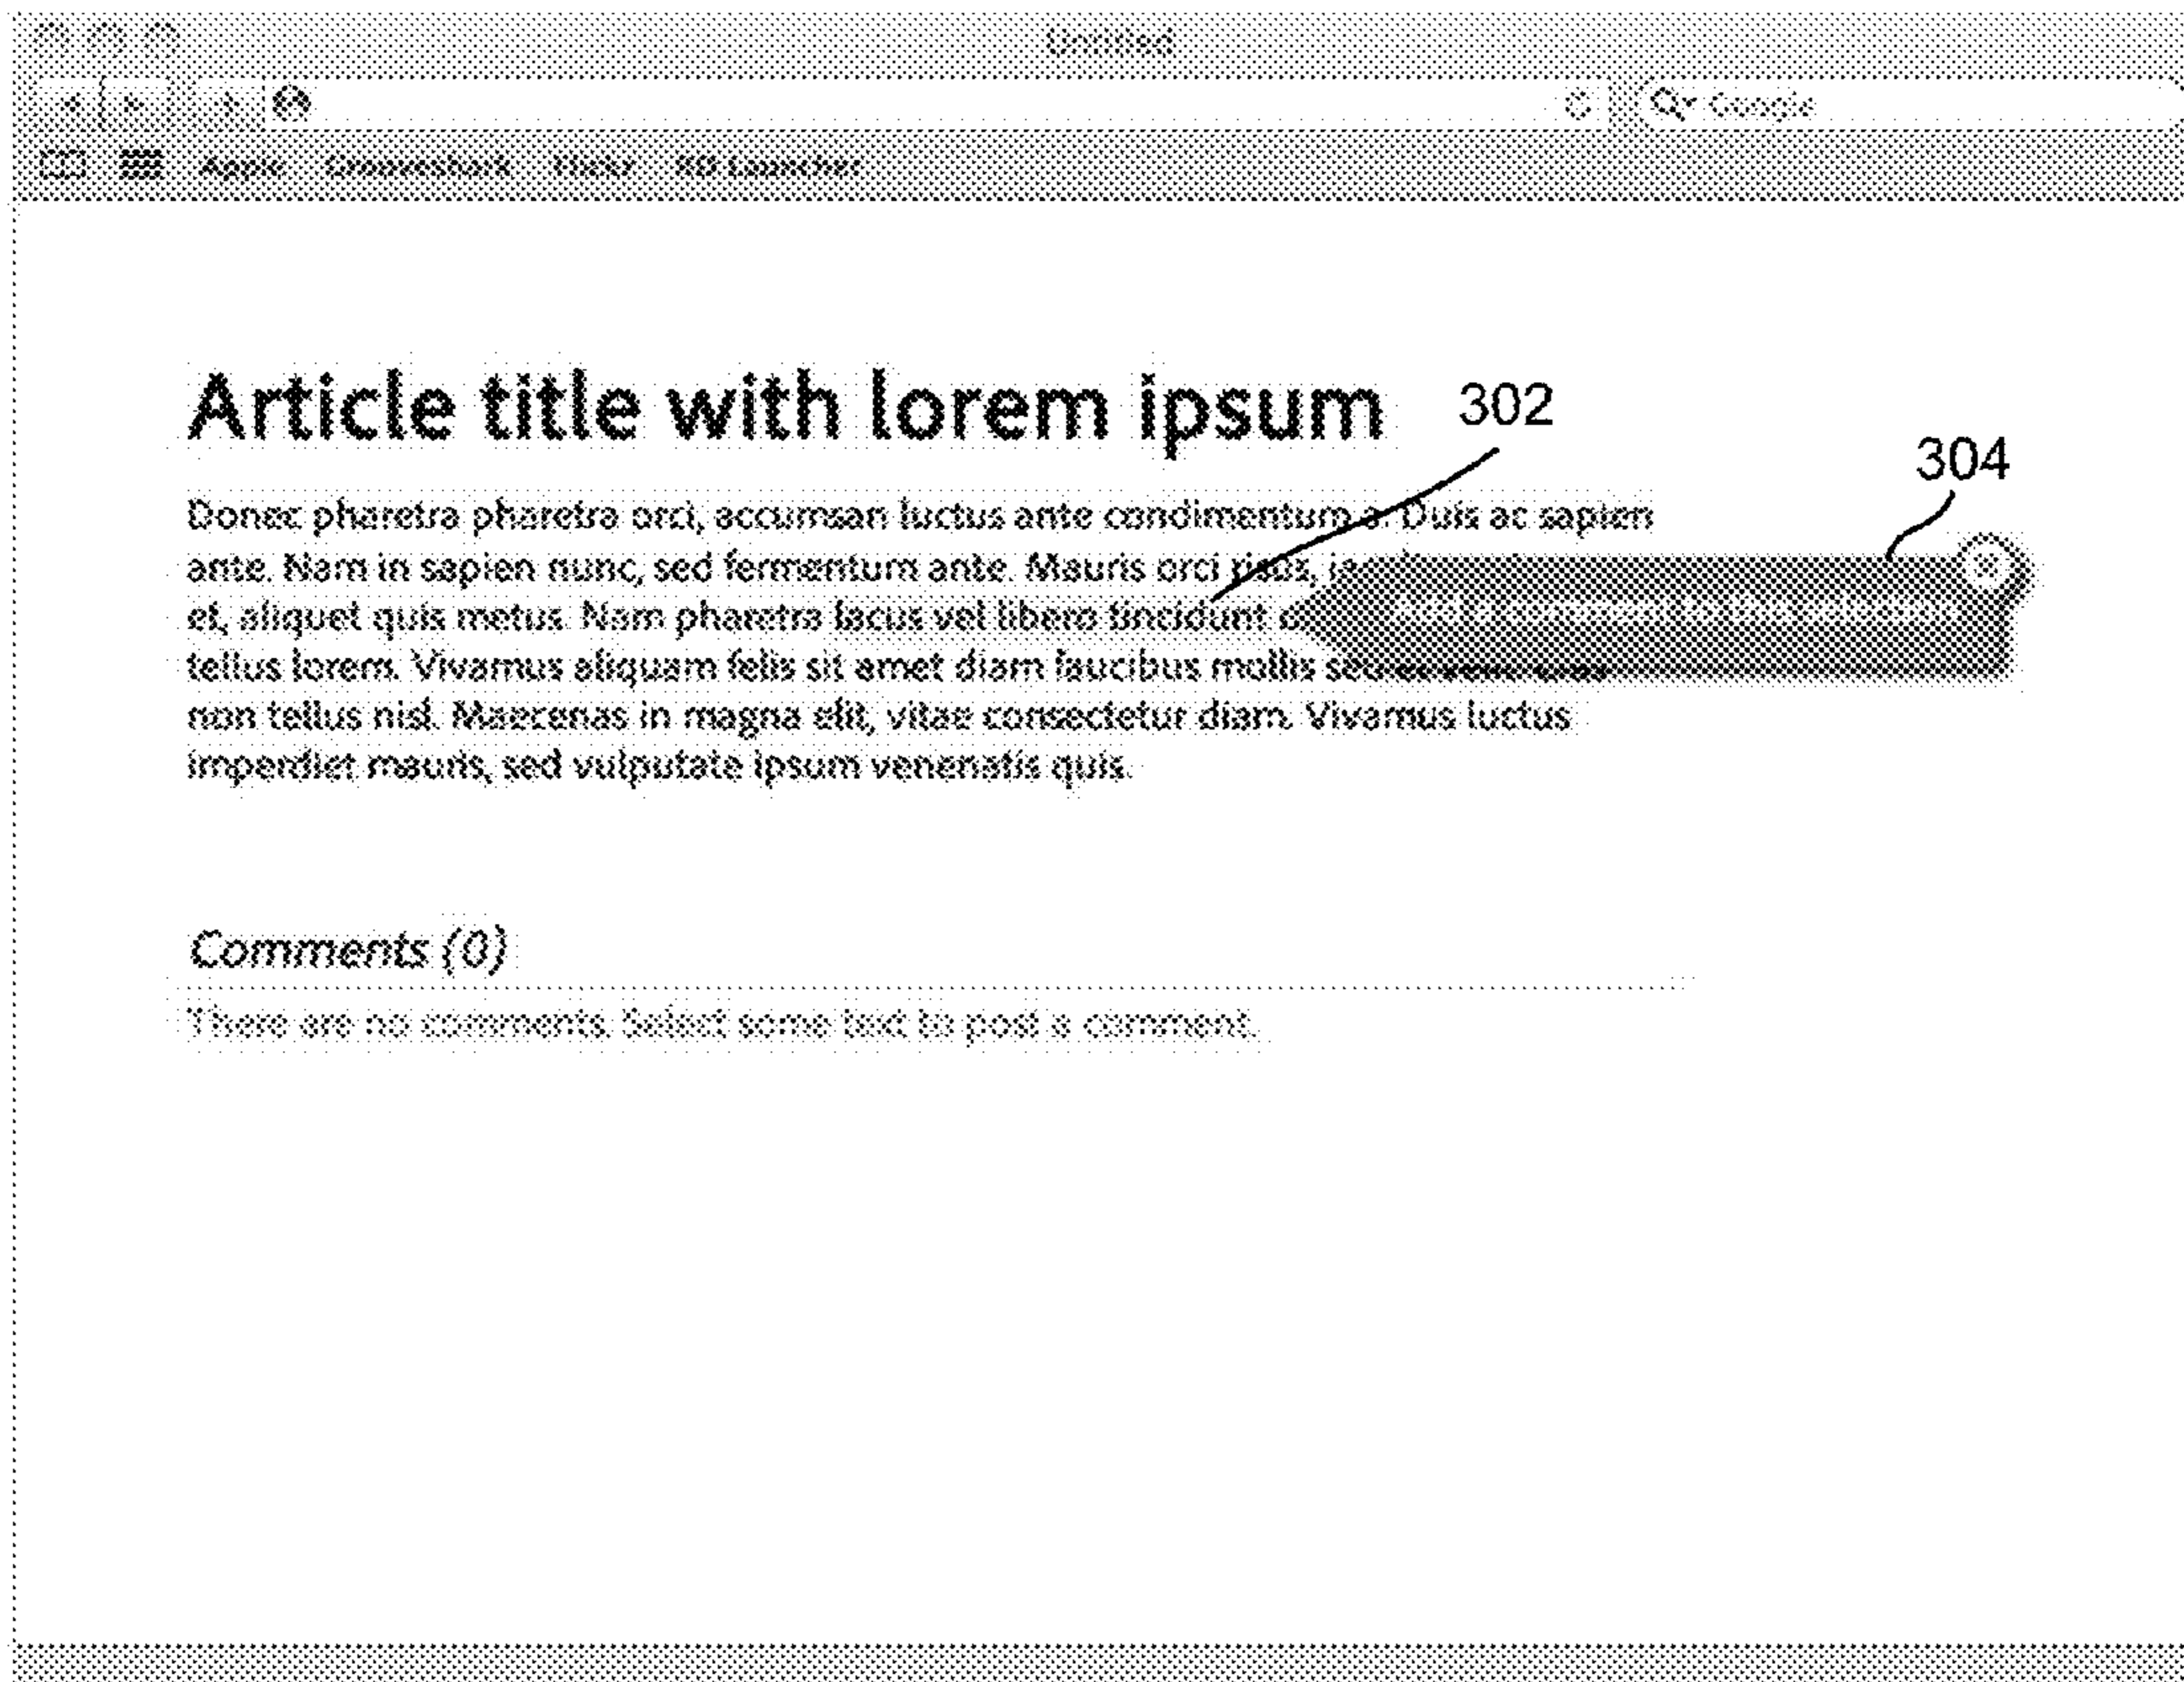 Untitled
Google
Apple Grooveshark Flickr RD Launcher
Article title with lorem ipsum
302
304
Donec pharetra pharetra orci, accumsan luctus ante condimentum a. Duis ac sapien
ante. Nam in sapien nunc, sed fermentum ante. Mauris orci
et, aliquet quis metus. Nam pharetra lacus vel libero tincidunt
tellus lorem. Vivamus aliquam felis sit amet diam faucibus mollis
non tellus nisl. Maecenas in magna elit, vitae consectetur diam. Vivamus luctus
imperdiet mauris, sed vulputate ipsum venenatis quis.
Comments (0)
There are no comments. Select some text to post a comment.